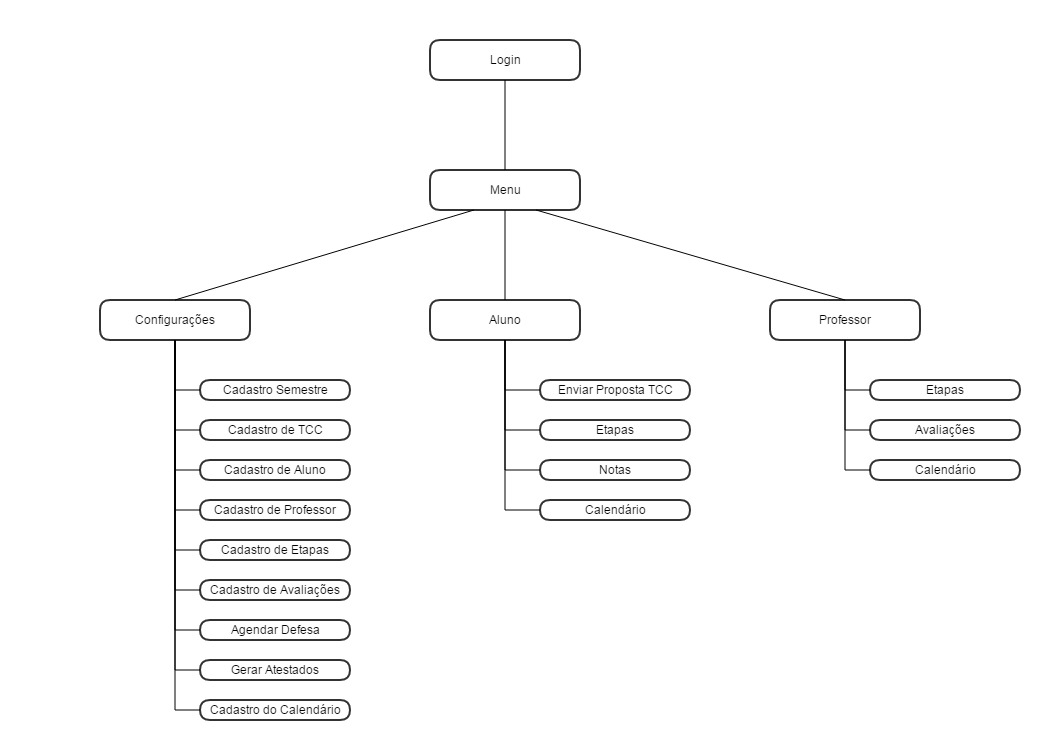 Login
Menu
Configurações
Aluno
Professor
Cadastro Semestre
Cadastro de TCC
Cadastro de Aluno
Cadastro de Professor
Cadastro de Etapas
Cadastro de Avaliações
Agendar Defesa
Gerar Atestados
Cadastro do Calendário
Enviar Proposta TCC
Etapas
Notas
Calendário
Etapas
Avaliações
Calendário